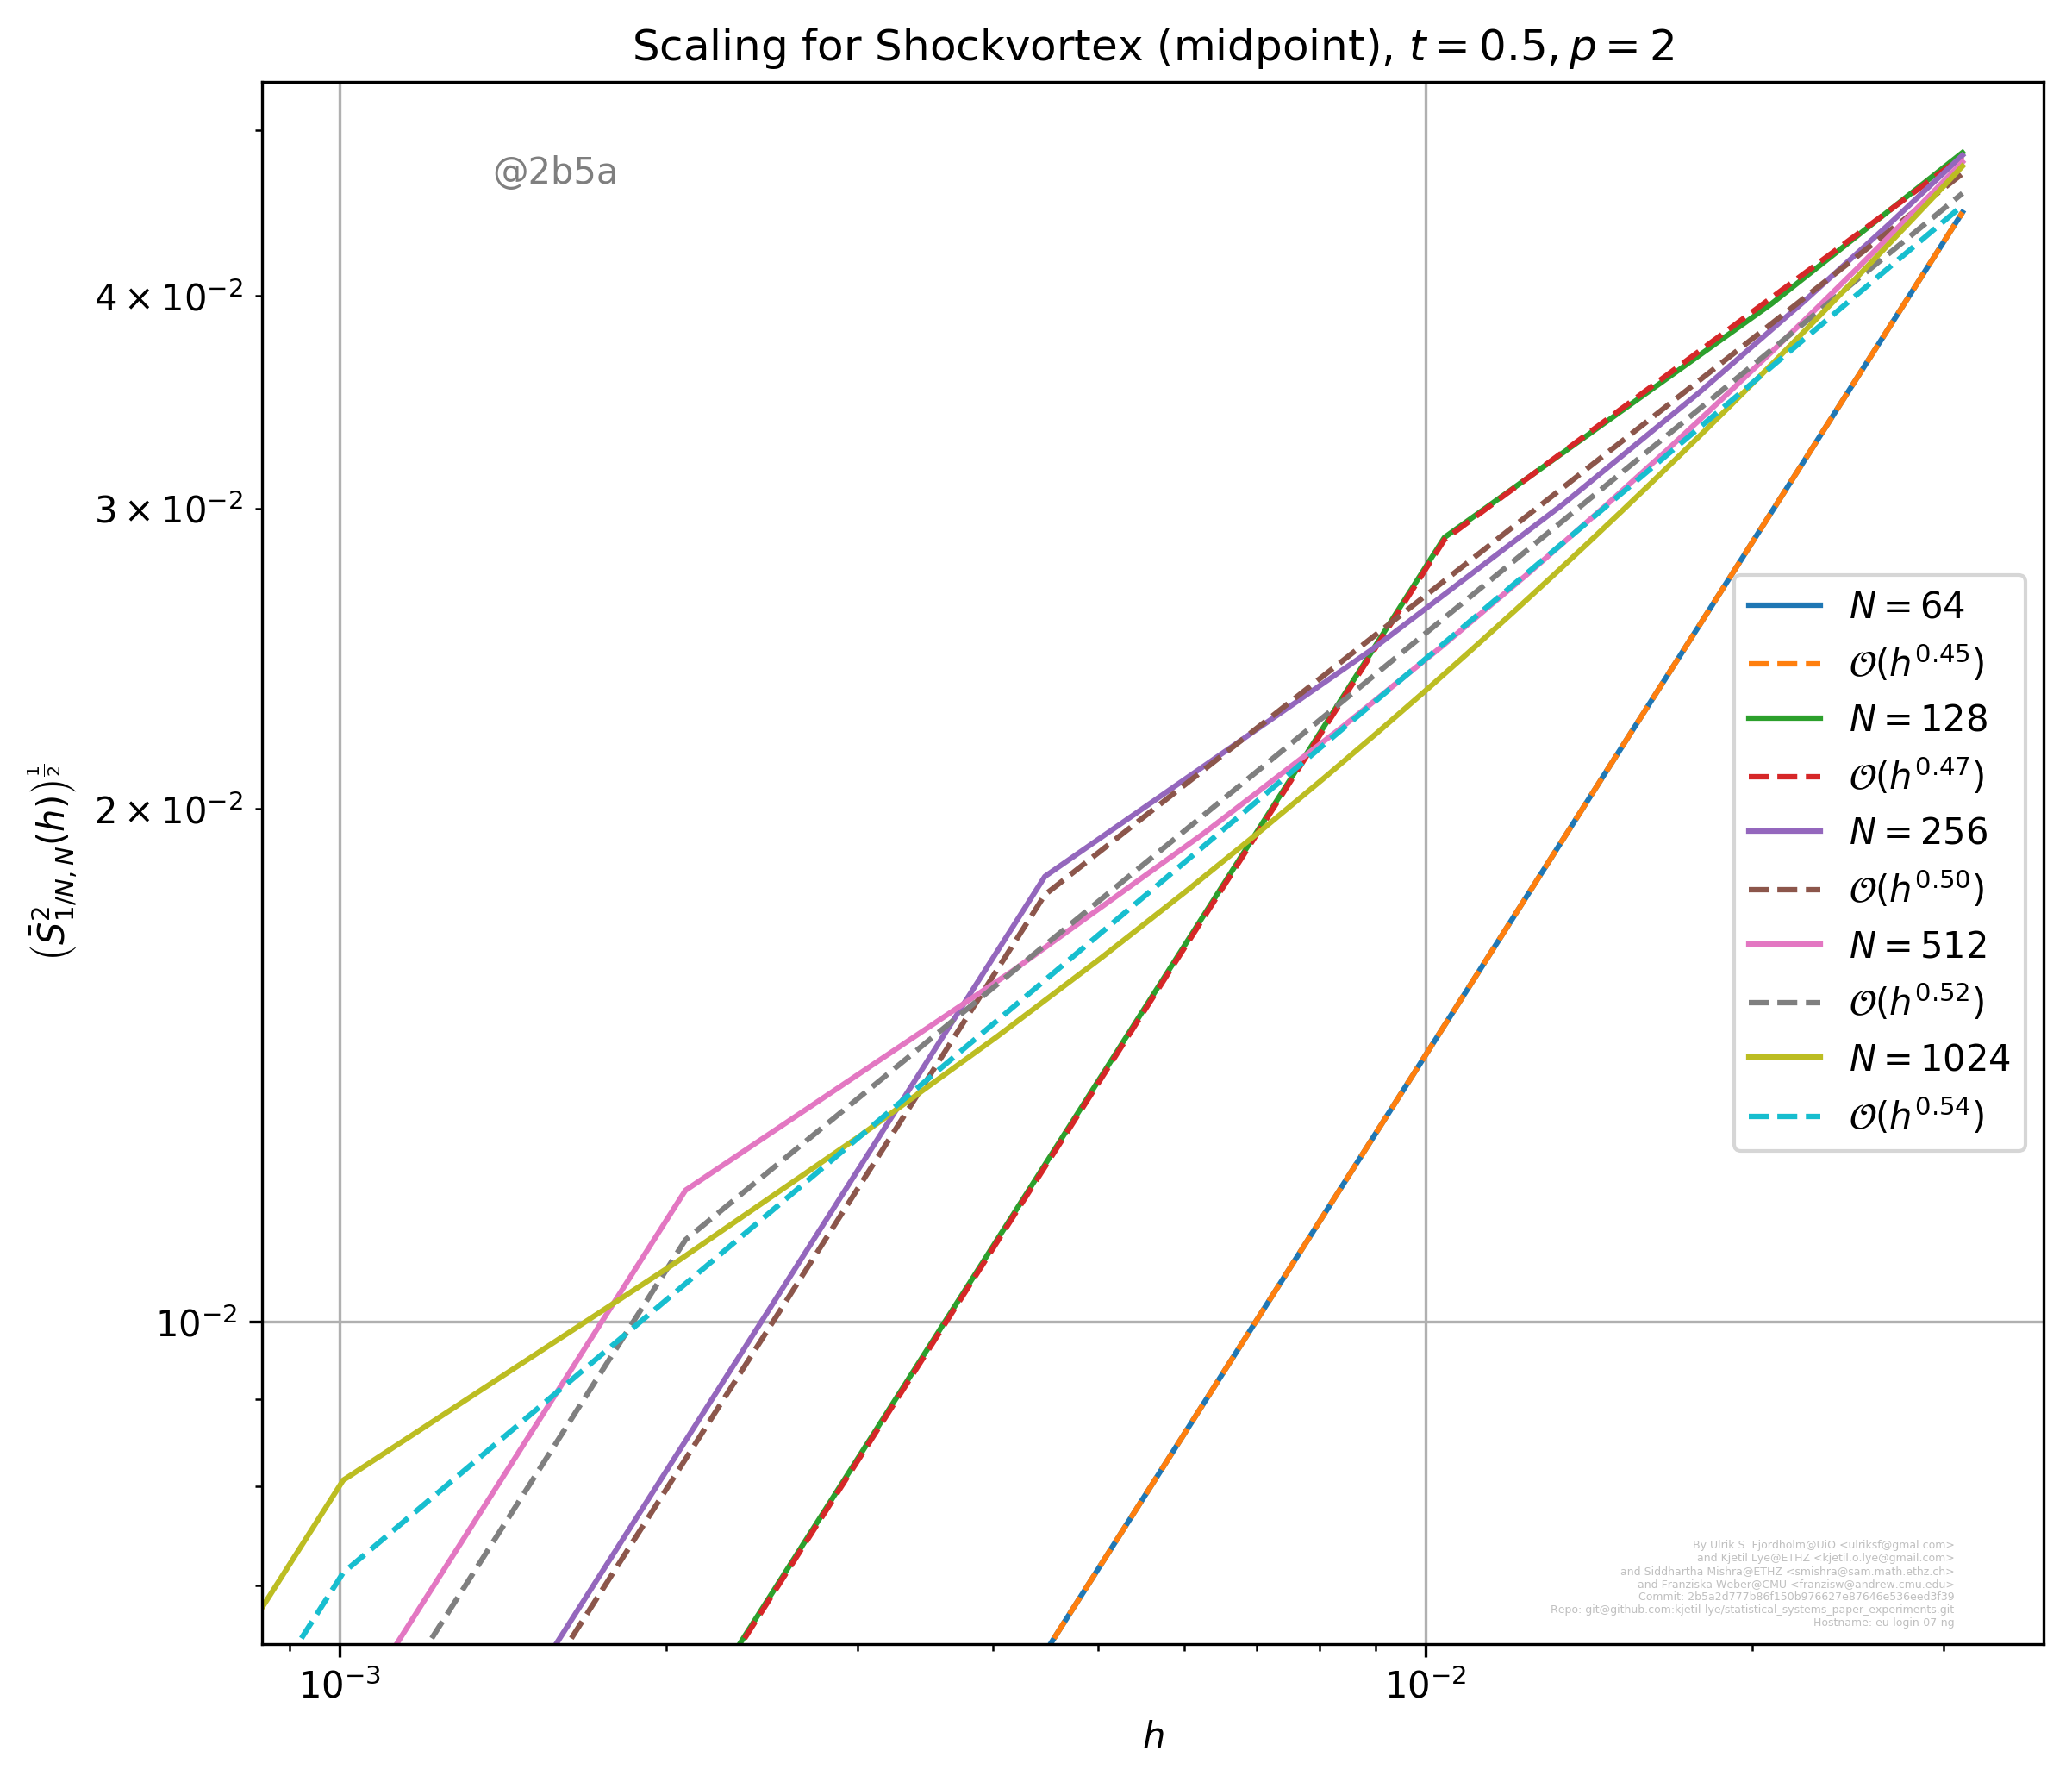 Scaling for Shockvortex (midpoint), t = 0.5, p = 2
@2b5a
4 × 10⁻²
3 × 10⁻²
2 × 10⁻²
10⁻²
(S̄²₁/N, N(h))^½
N = 64
𝒪(h^0.45)
N = 128
𝒪(h^0.47)
N = 256
𝒪(h^0.50)
N = 512
𝒪(h^0.52)
N = 1024
𝒪(h^0.54)
By Ulrik S. Fjordholm@UiO <ulriksf@gmal.com>
and Kjetil Lye@ETHZ <kjetil.o.lye@gmail.com>
and Siddhartha Mishra@ETHZ <smishra@sam.math.ethz.ch>
and Franziska Weber@CMU <franzisw@andrew.cmu.edu>
Commit: 2b5a2d777b86f150b976627e87646e536eed3f39
Repo: git@github.com:kjetil-lye/statistical_systems_paper_experiments.git
Hostname: eu-login-07-ng
10⁻³
10⁻²
h